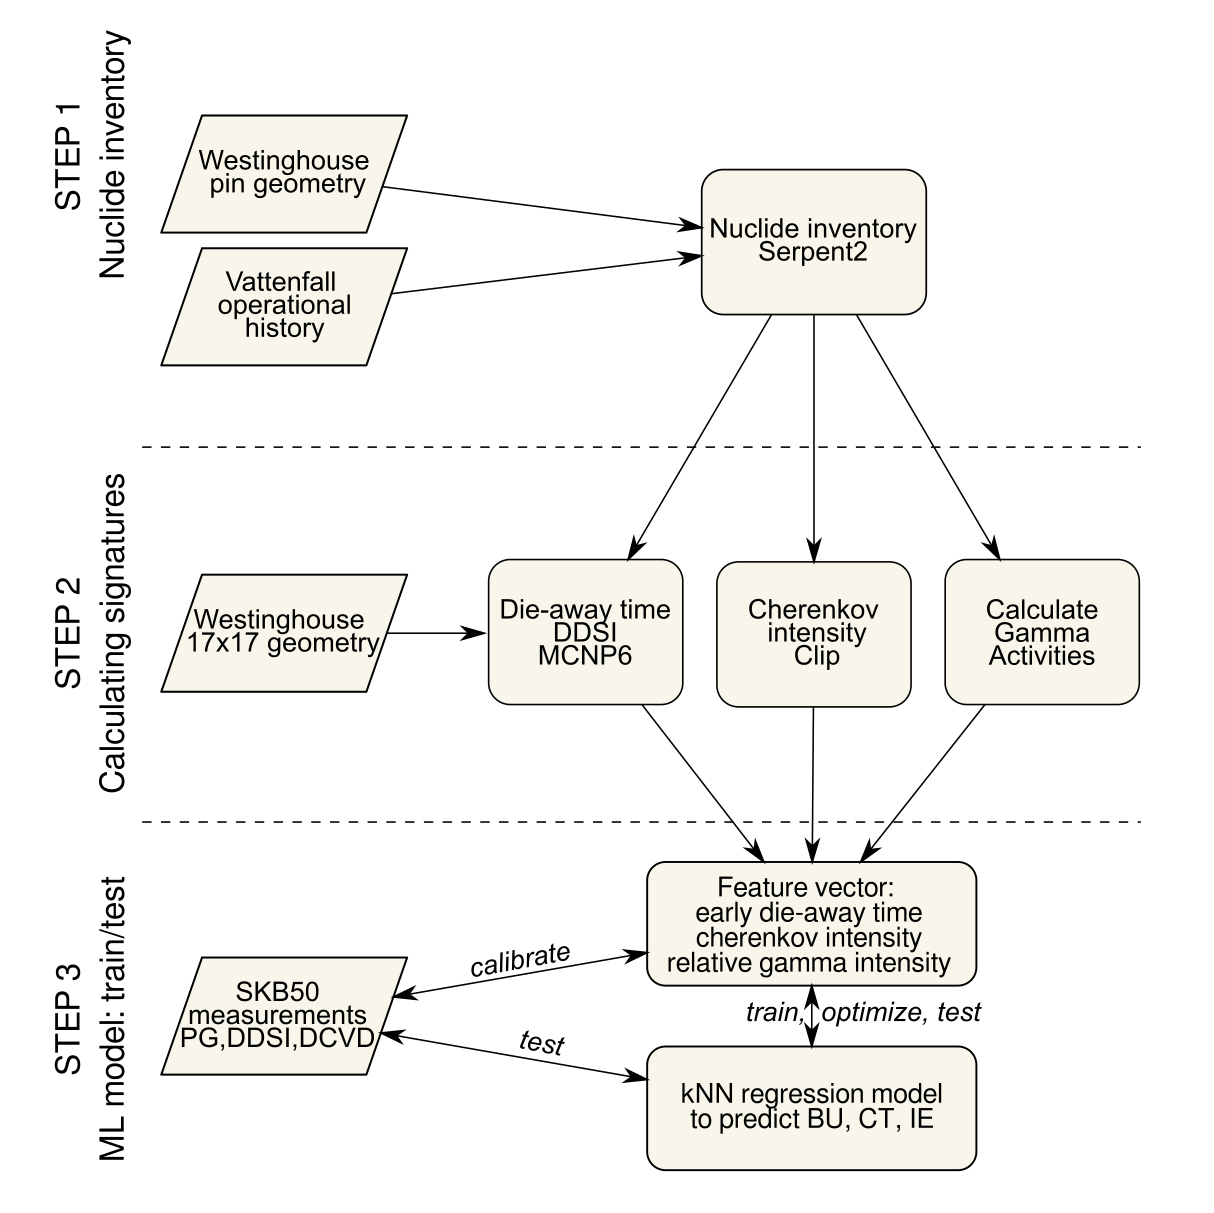 STEP 1
Nuclide inventory
Westinghouse
pin geometry
Vattenfall
operational
history
Nuclide inventory
Serpent2
STEP 2
Calculating signatures
Westinghouse
17x17 geometry
Die-away time
DDSI
MCNP6
Cherenkov
intensity
Clip
Calculate
Gamma
Activities
STEP 3
ML model: train/test
SKB50
measurements
PG,DDSI,DCVD
calibrate
test
Feature vector:
early die-away time
cherenkov intensity
relative gamma intensity
train, optimize, test
kNN regression model
to predict BU, CT, IE